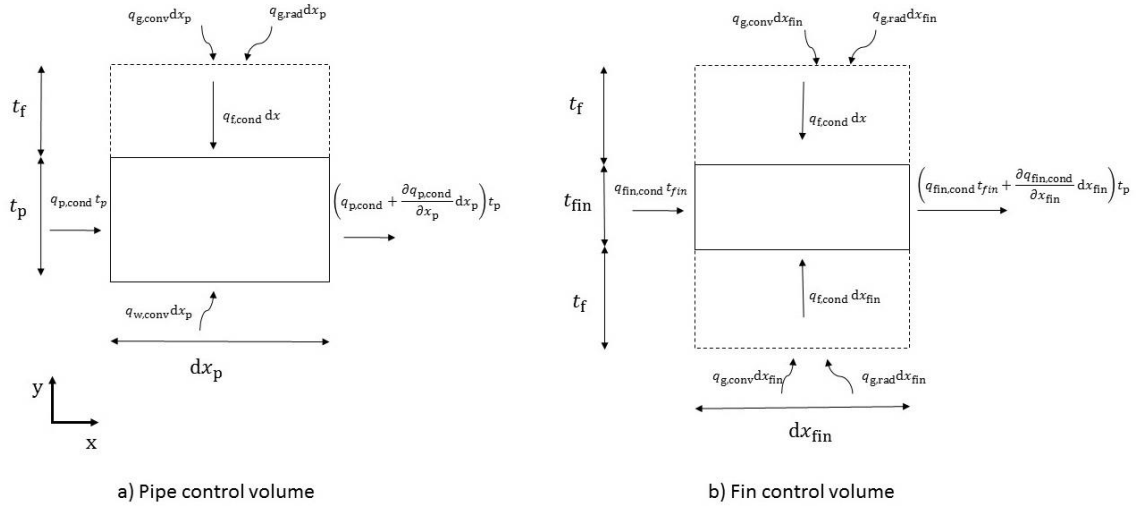 q_{g,conv}dx_p
q_{g,rad}dx_p
t_f
q_{f,cond} dx
t_p
q_{p,cond} t_p
(q_{p,cond} + \frac{∂q_{p,cond}}{∂x_p} dx_p) t_p
q_{w,conv}dx_p
dx_p
y
x
a) Pipe control volume
q_{g,conv}dx_{fin}
q_{g,rad}dx_{fin}
t_f
q_{f,cond} dx
t_{fin}
q_{fin,cond} t_{fin}
(q_{fin,cond} t_{fin} + \frac{∂q_{fin,cond}}{∂x_{fin}} dx_{fin}) t_p
t_f
q_{f,cond} dx_{fin}
q_{g,conv}dx_{fin}
q_{g,rad}dx_{fin}
dx_{fin}
b) Fin control volume